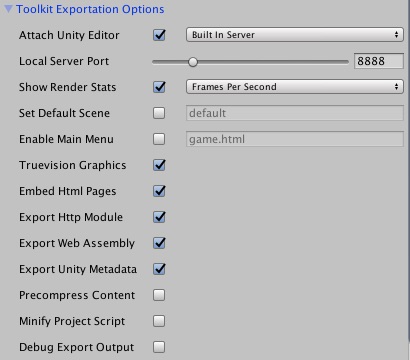 Toolkit Exportation Options
Attach Unity Editor Built In Server
Local Server Port 8888
Show Render Stats Frames Per Second
Set Default Scene default
Enable Main Menu game.html
Truevision Graphics
Embed Html Pages
Export Http Module
Export Web Assembly
Export Unity Metadata
Precompress Content
Minify Project Script
Debug Export Output